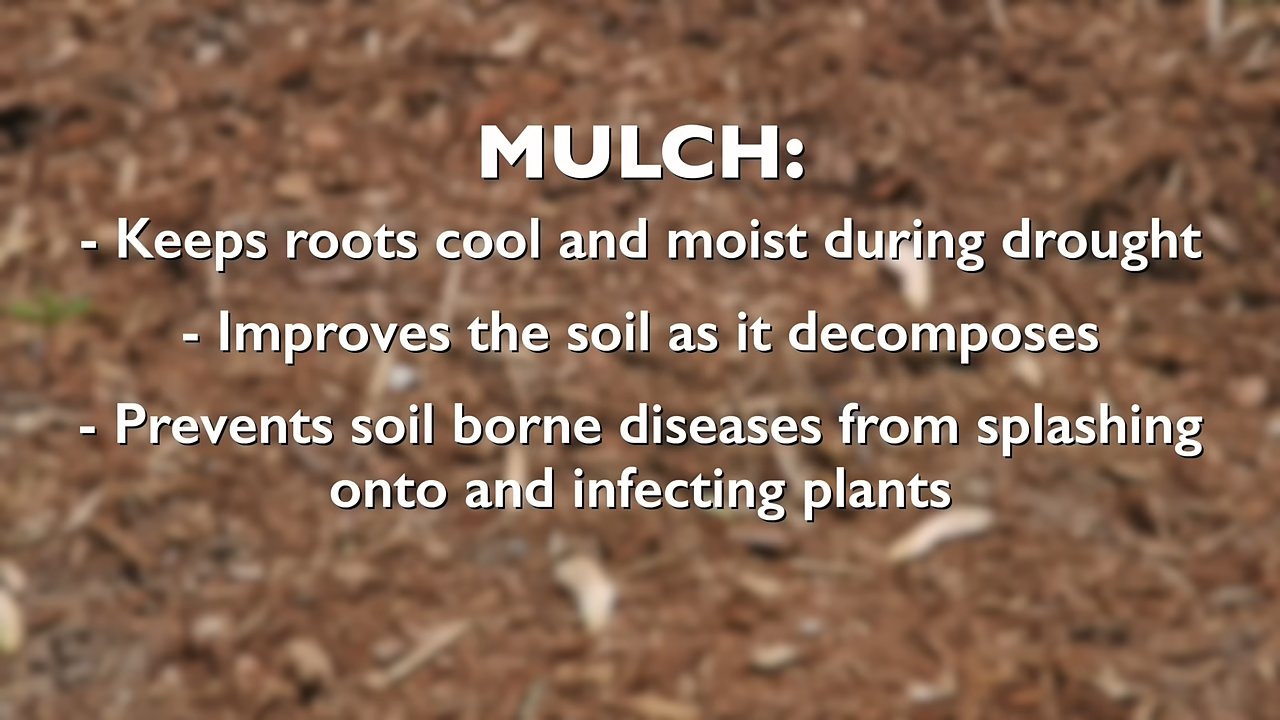 MULCH:
- Keeps roots cool and moist during drought
- Improves the soil as it decomposes
- Prevents soil borne diseases from splashing
onto and infecting plants